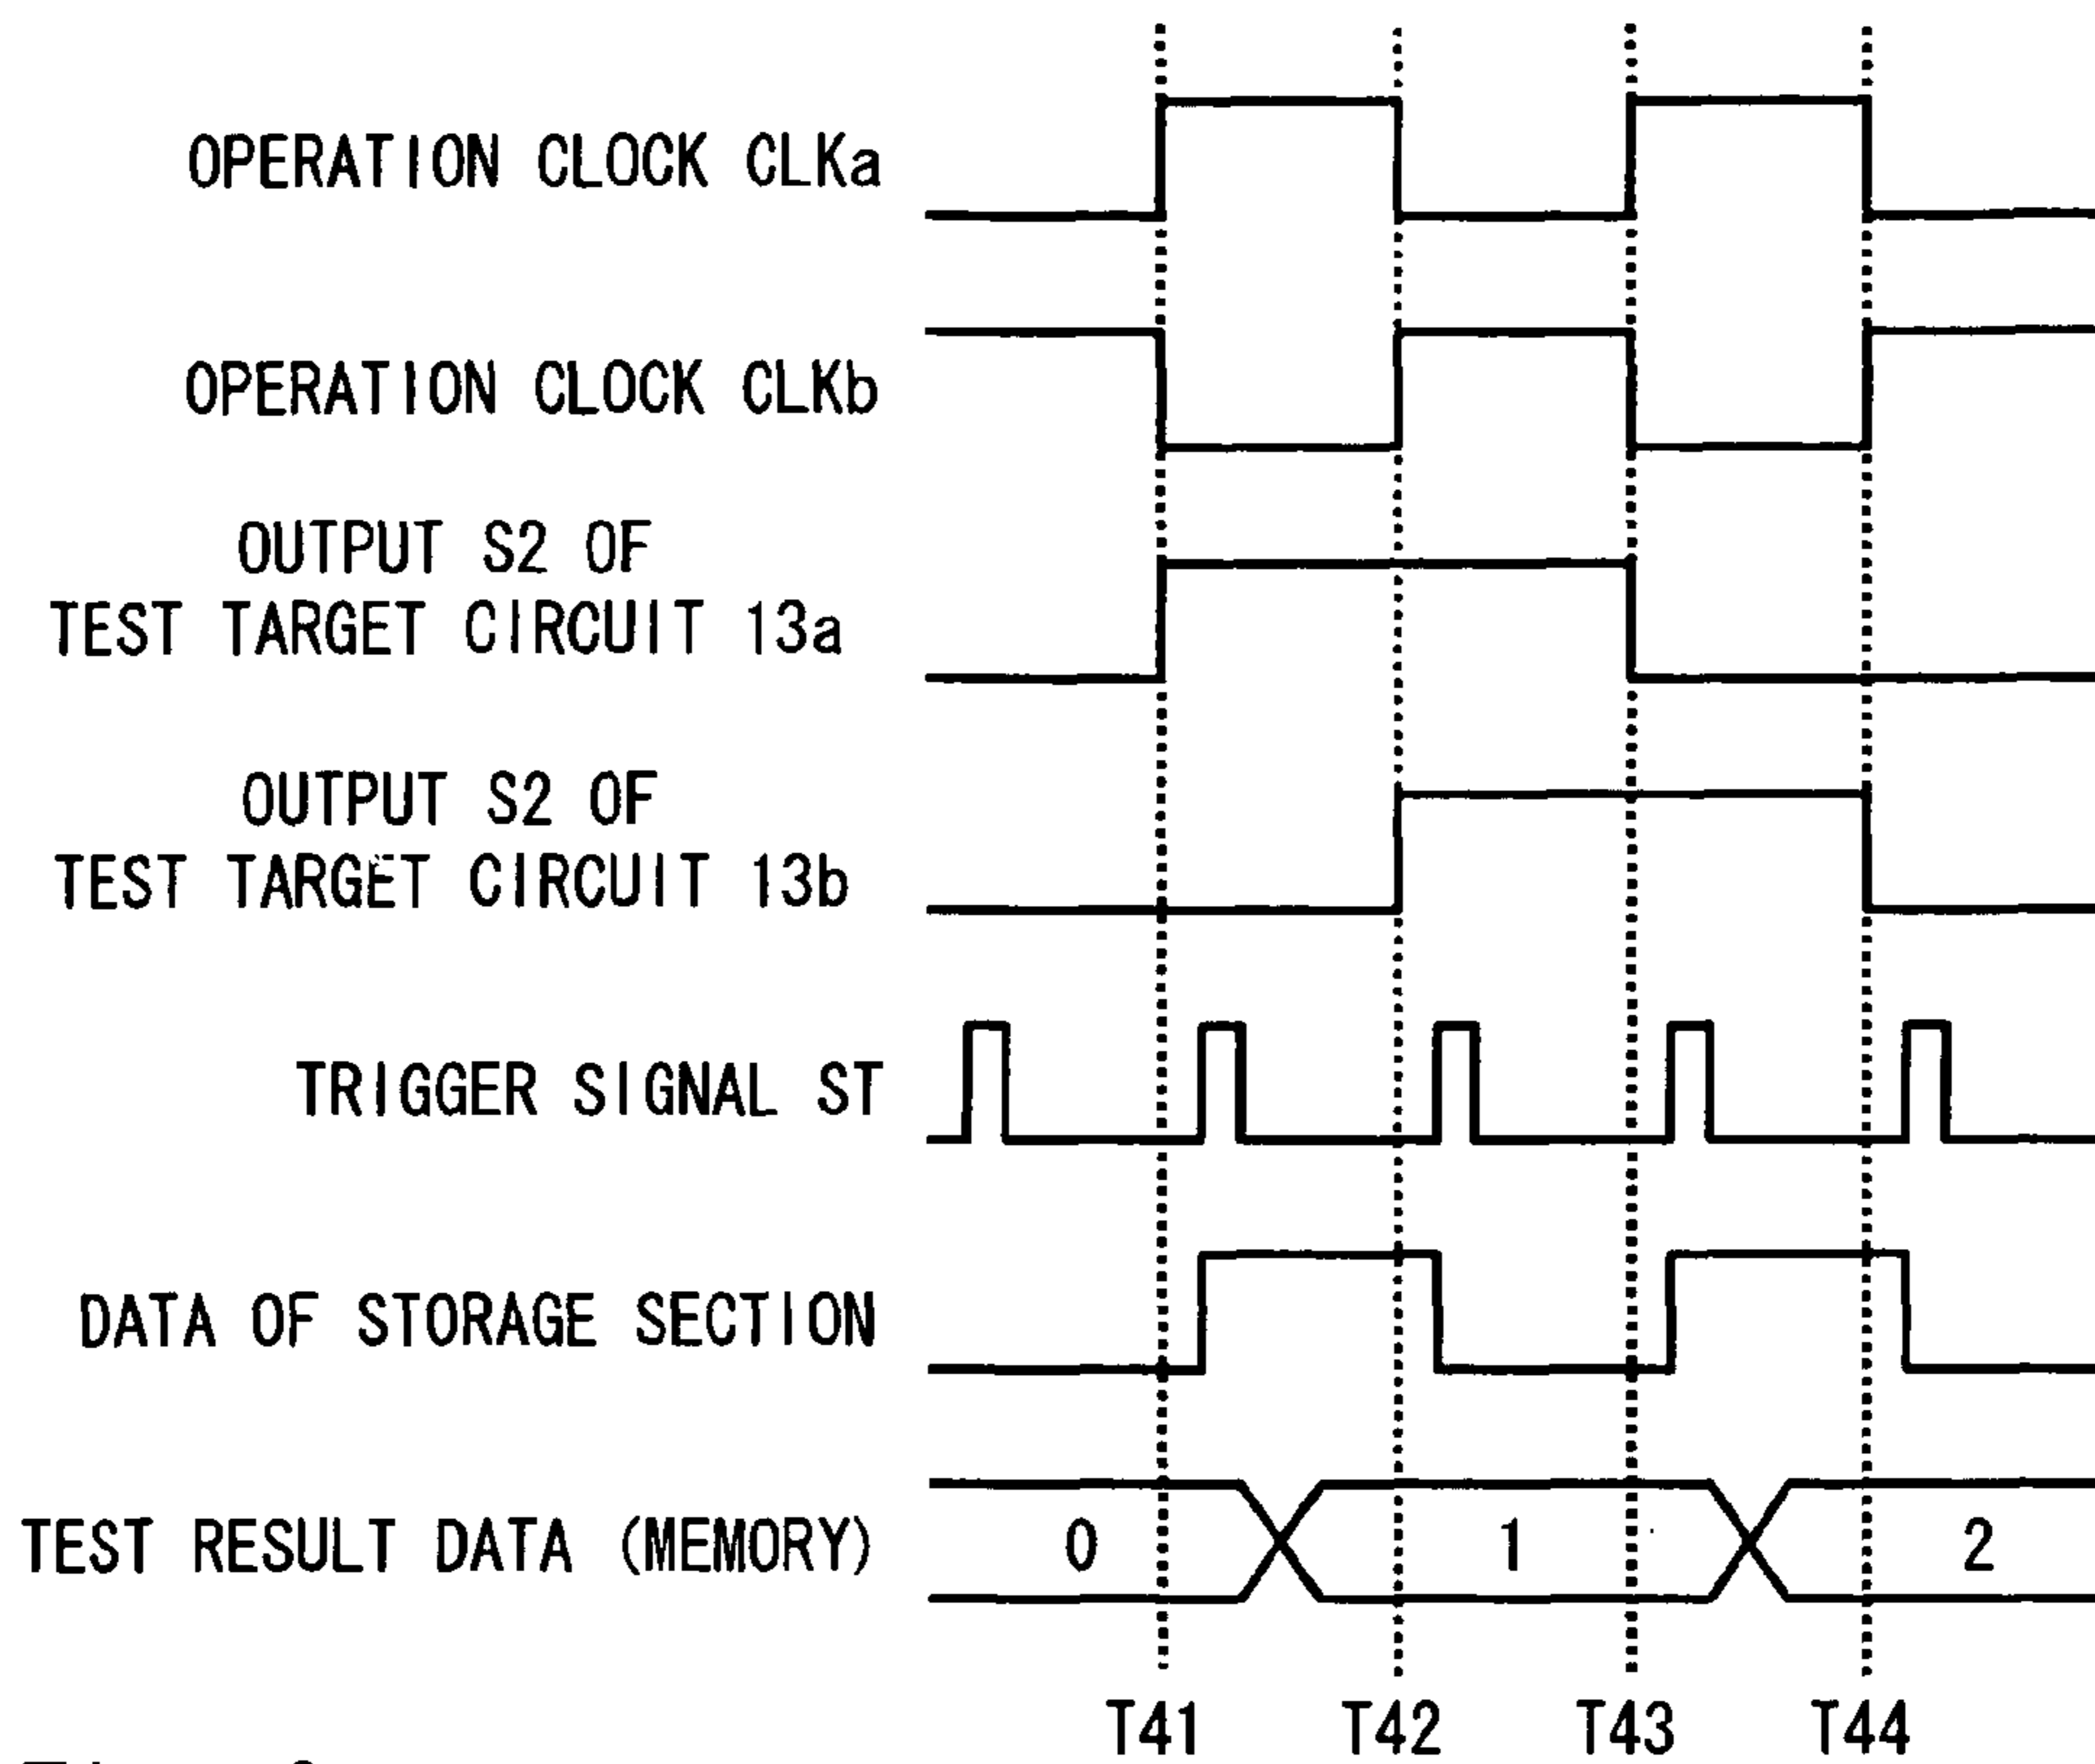 OPERATION CLOCK CLKa
OPERATION CLOCK CLKb
OUTPUT S2 OF
TEST TARGET CIRCUIT 13a
OUTPUT S2 OF
TEST TARGET CIRCUIT 13b
TRIGGER SIGNAL ST
DATA OF STORAGE SECTION
TEST RESULT DATA (MEMORY) 0 1 2
T41 T42 T43 T44